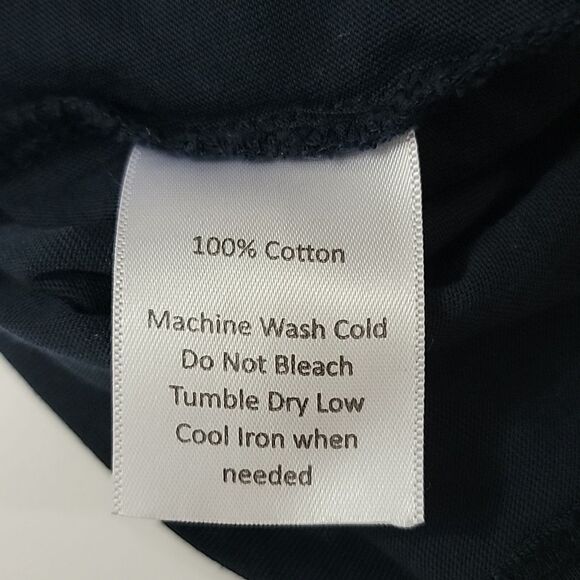 100% Cotton
Machine Wash Cold
Do Not Bleach
Tumble Dry Low
Cool Iron when
needed